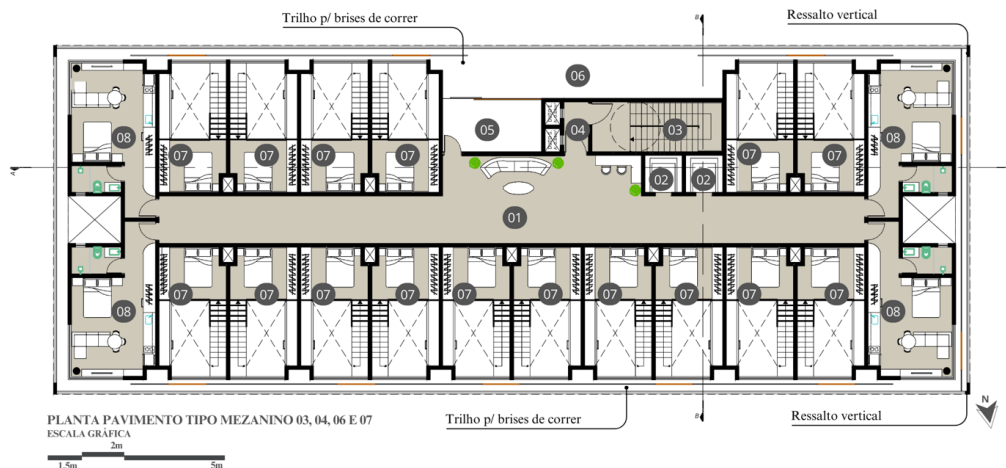 Trilho p/ brises de correr
B
Ressalto vertical
06
05
04
03
08
07
07
07
07
07
07
08
02
02
A
A
01
07
07
07
07
07
07
07
07
07
07
08
08
B
Trilho p/ brises de correr
Ressalto vertical
N
PLANTA PAVIMENTO TIPO MEZANINO 03, 04, 06 E 07
ESCALA GRÁFICA
2m
1.5m
5m